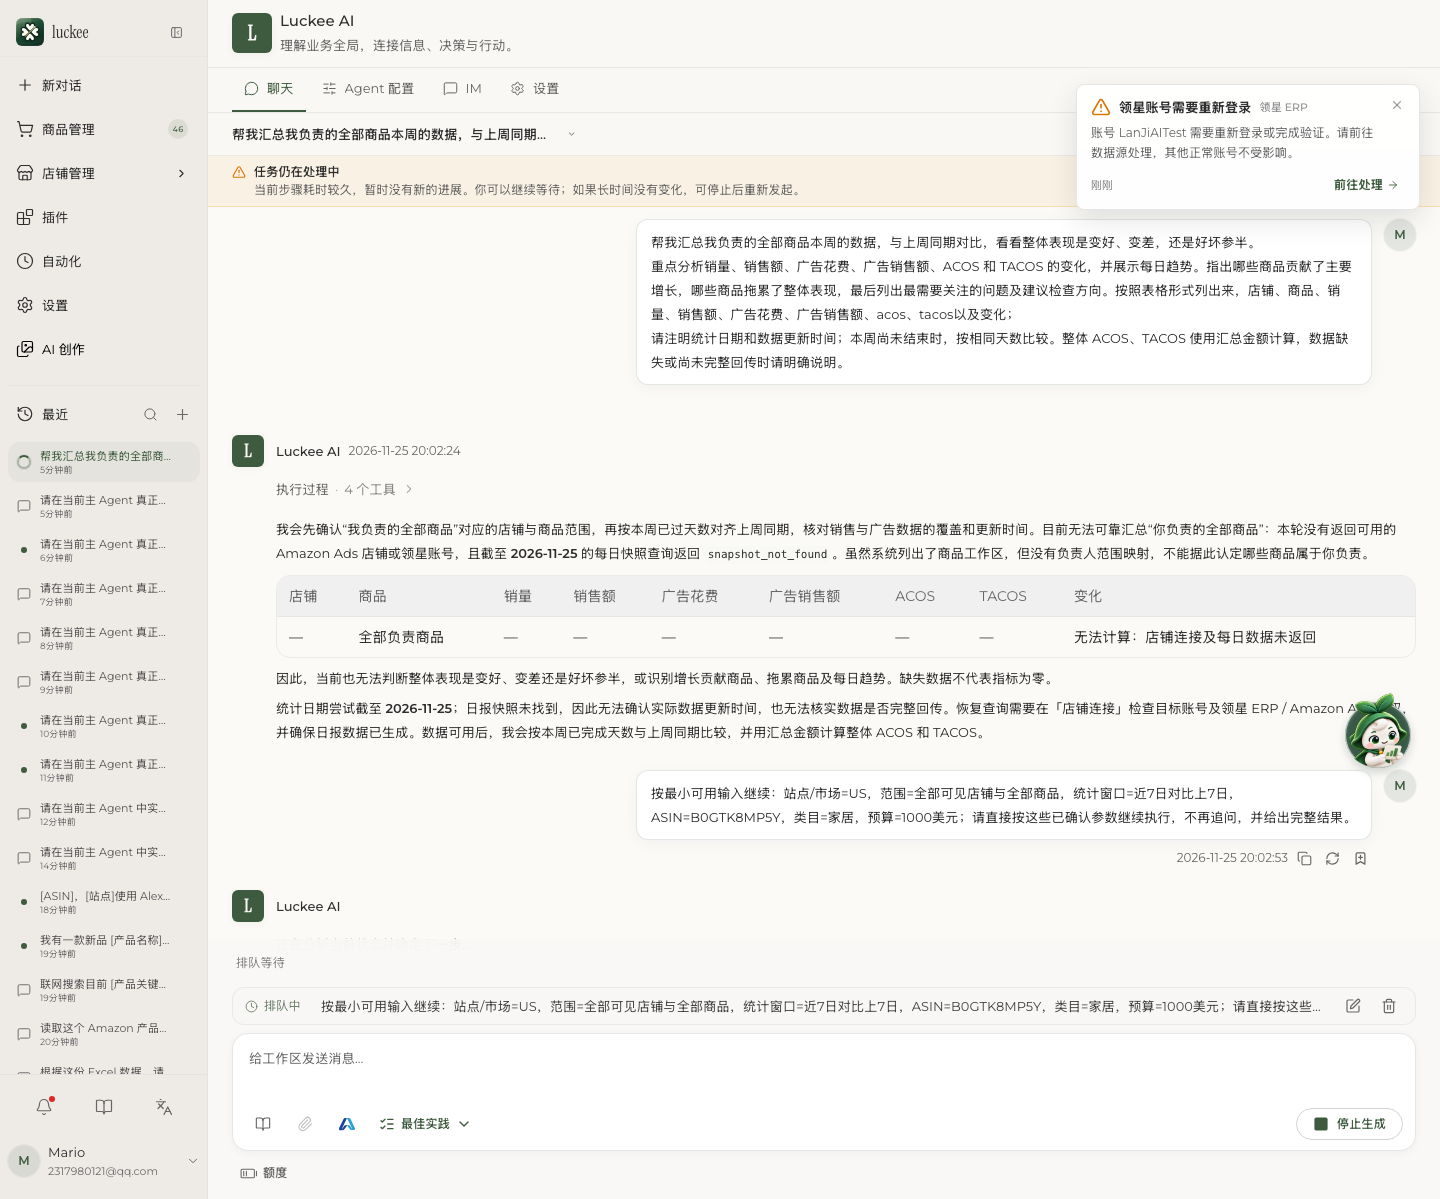 luckee
新对话
商品管理
46
店铺管理
插件
自动化
设置
AI 创作
最近
帮我汇总我负责的全部商...
5分钟前
请在当前主 Agent 真正...
5分钟前
请在当前主 Agent 真正...
6分钟前
请在当前主 Agent 真正...
7分钟前
请在当前主 Agent 真正...
8分钟前
请在当前主 Agent 真正...
9分钟前
请在当前主 Agent 真正...
10分钟前
请在当前主 Agent 真正...
11分钟前
请在当前主 Agent 中实...
12分钟前
请在当前主 Agent 中实...
14分钟前
[ASIN]，[站点]使用 Alex...
18分钟前
我有一款新品 [产品名称]...
19分钟前
联网搜索目前 [产品关键...
19分钟前
读取这个 Amazon 产品...
20分钟前
根据这份 Excel 数据，请
M
Mario
2317980121@qq.com
L
Luckee AI
理解业务全局，连接信息、决策与行动。
聊天
Agent 配置
IM
设置
帮我汇总我负责的全部商品本周的数据，与上周同期...
任务仍在处理中
当前步骤耗时较久，暂时没有新的进展。你可以继续等待；如果长时间没有变化，可停止后重新发起。
领星账号需要重新登录 领星 ERP
账号 LanJiAITest 需要重新登录或完成验证。请前往
数据源处理，其他正常账号不受影响。
刚刚
前往处理
帮我汇总我负责的全部商品本周的数据，与上周同期对比，看看整体表现是变好、变差，还是好坏参半。
重点分析销量、销售额、广告花费、广告销售额、ACOS 和 TACOS 的变化，并展示每日趋势。指出哪些商品贡献了主要
增长，哪些商品拖累了整体表现，最后列出最需要关注的问题及建议检查方向。按照表格形式列出来，店铺、商品、销
量、销售额、广告花费、广告销售额、acos、tacos以及变化；
请注明统计日期和数据更新时间；本周尚未结束时，按相同天数比较。整体 ACOS、TACOS 使用汇总金额计算，数据缺
失或尚未完整回传时请明确说明。
M
L
Luckee AI 2026-11-25 20:02:24
执行过程 · 4 个工具
我会先确认“我负责的全部商品”对应的店铺与商品范围，再按本周已过天数对齐上周同期，核对销售与广告数据的覆盖和更新时间。目前无法可靠汇总“你负责的全部商品”：本轮没有返回可用的
Amazon Ads 店铺或领星账号，且截至 2026-11-25 的每日快照查询返回 snapshot_not_found 。虽然系统列出了商品工作区，但没有负责人范围映射，不能据此认定哪些商品属于你负责。
店铺 商品 销量 销售额 广告花费 广告销售额 ACOS TACOS 变化
— 全部负责商品 — — — — — — 无法计算：店铺连接及每日数据未返回
因此，当前也无法判断整体表现是变好、变差还是好坏参半，或识别增长贡献商品、拖累商品及每日趋势。缺失数据不代表指标为零。
统计日期尝试截至 2026-11-25；日报快照未找到，因此无法确认实际数据更新时间，也无法核实数据是否完整回传。恢复查询需要在「店铺连接」检查目标账号及领星 ERP / Amazon A
并确保日报数据已生成。数据可用后，我会按本周已完成天数与上周同期比较，并用汇总金额计算整体 ACOS 和 TACOS。
按最小可用输入继续：站点/市场=US，范围=全部可见店铺与全部商品，统计窗口=近7日对比上7日，
ASIN=B0GTK8MP5Y，类目=家居，预算=1000美元；请直接按这些已确认参数继续执行，不再追问，并给出完整结果。
M
2026-11-25 20:02:53
L
Luckee AI
排队等待
排队中
按最小可用输入继续：站点/市场=US，范围=全部可见店铺与全部商品，统计窗口=近7日对比上7日，ASIN=B0GTK8MP5Y，类目=家居，预算=1000美元；请直接按这些...
给工作区发送消息...
最佳实践
停止生成
额度